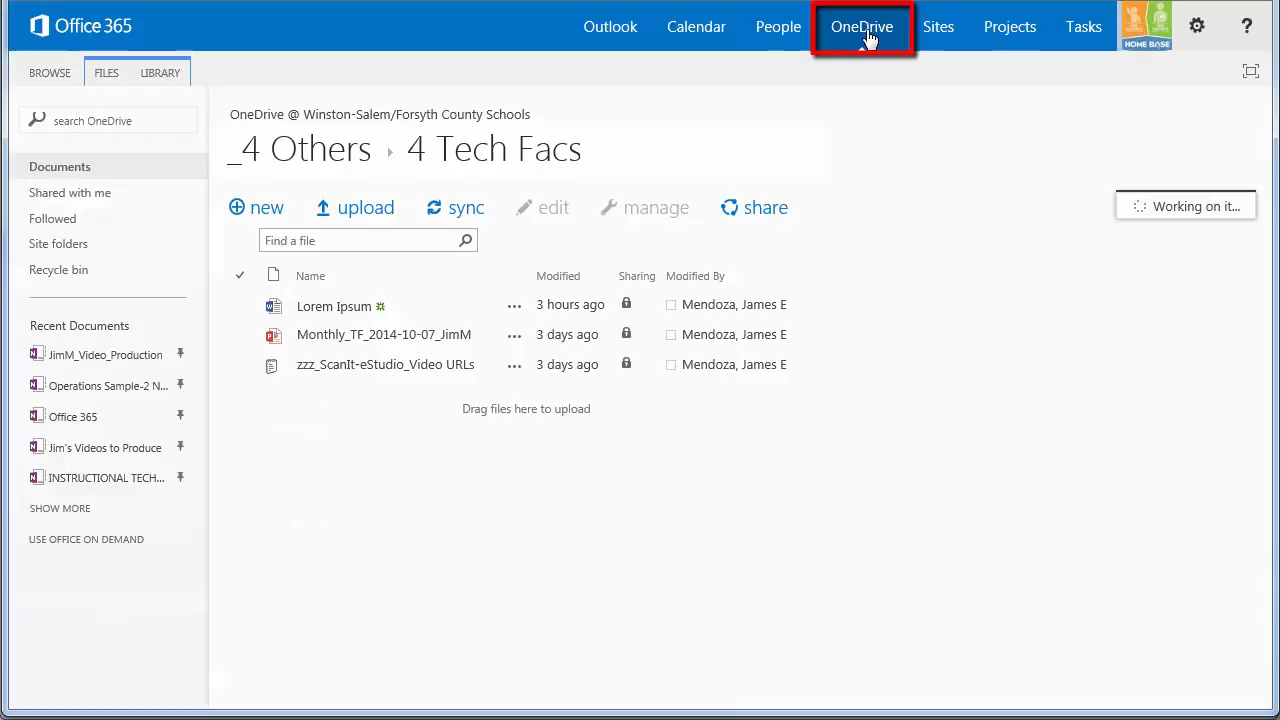 Office 365
Outlook Calendar People OneDrive Sites Projects Tasks ?
HOME BASE
BROWSE FILES LIBRARY
search OneDrive
Documents
Shared with me
Followed
Site folders
Recycle bin
Recent Documents
JimM_Video_Production
Operations Sample-2 N...
Office 365
Jim's Videos to Produce
INSTRUCTIONAL TECH...
SHOW MORE
USE OFFICE ON DEMAND
OneDrive @ Winston-Salem/Forsyth County Schools
_4 Others ▸ 4 Tech Facs
new upload sync edit manage share
Working on it...
Find a file
Name Modified Sharing Modified By
Lorem Ipsum ... 3 hours ago Mendoza, James E
Monthly_TF_2014-10-07_JimM ... 3 days ago Mendoza, James E
zzz_ScanIt-eStudio_Video URLs ... 3 days ago Mendoza, James E
Drag files here to upload